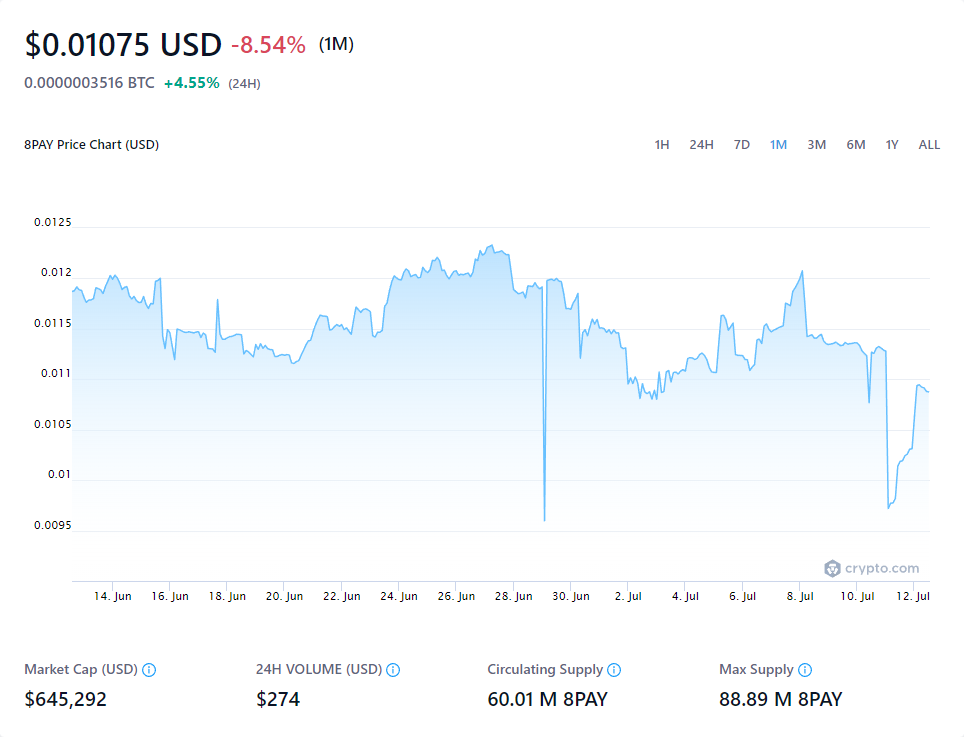 $0.01075 USD -8.54% (1M)
0.0000003516 BTC +4.55% (24H)
8PAY Price Chart (USD) 1H 24H 7D 1M 3M 6M 1Y ALL
0.0125
0.012
0.0115
0.011
0.0105
0.01
0.0095
crypto.com
14. Jun 16. Jun 18. Jun 20. Jun 22. Jun 24. Jun 26. Jun 28. Jun 30. Jun 2. Jul 4. Jul 6. Jul 8. Jul 10. Jul 12. Jul
Market Cap (USD) 24H VOLUME (USD) Circulating Supply Max Supply
$645,292 $274 60.01 M 8PAY 88.89 M 8PAY